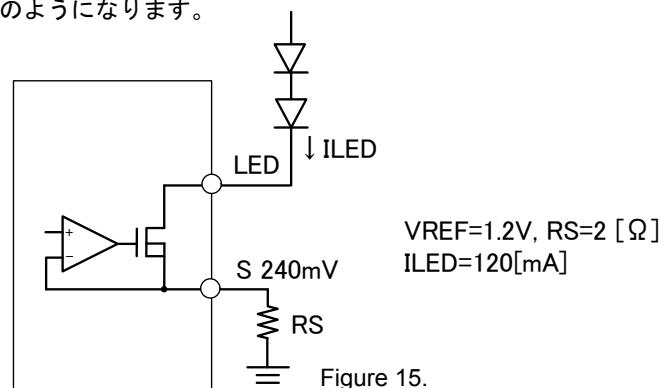 のようになります。
↓ILED
LED
+
−
VREF=1.2V, RS=2 [Ω]
ILED=120[mA]
S 240mV
RS
Figure 15.